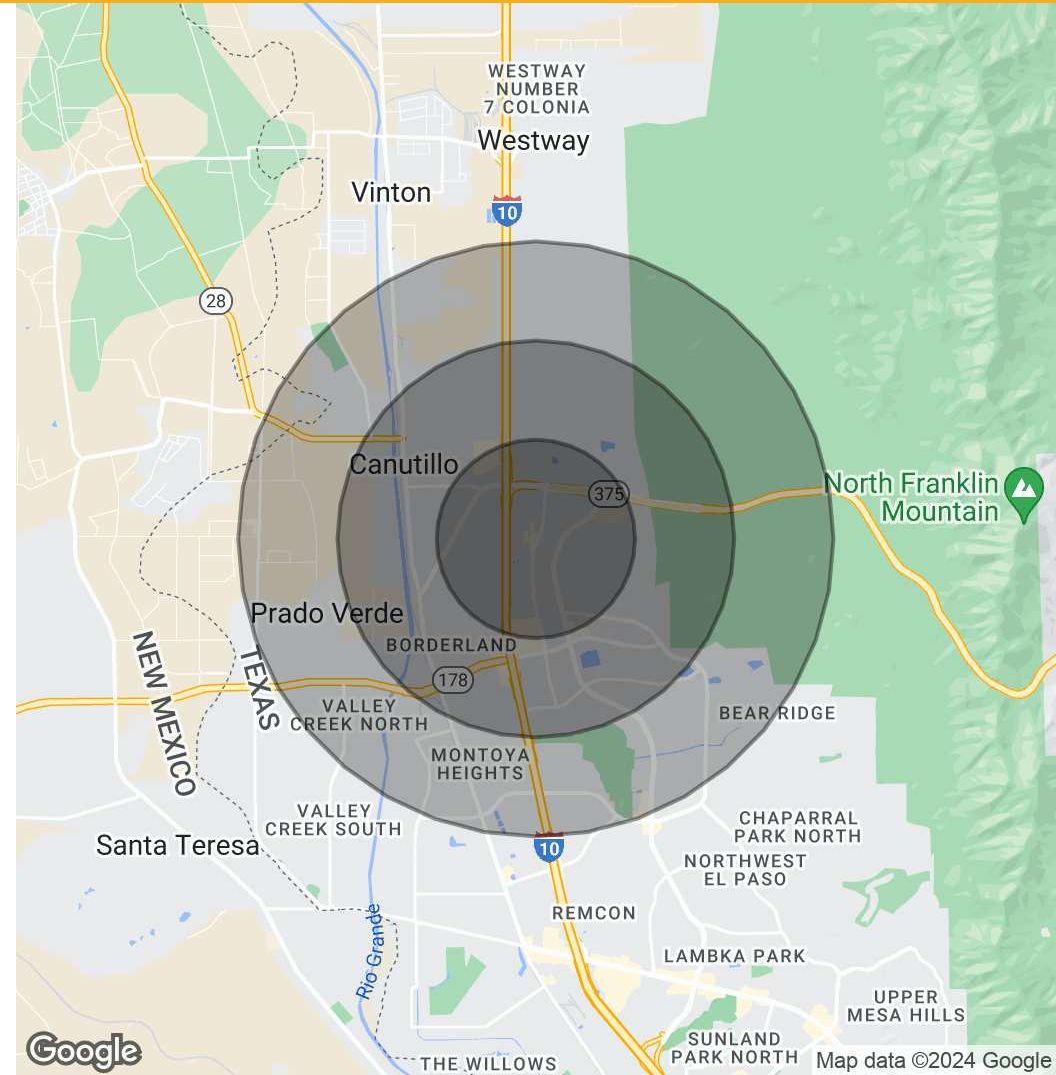 WESTWAY
NUMBER
7 COLONIA
Westway
Vinton
10
28
Canutillo
375
North Franklin
Mountain
Prado Verde
BORDERLAND
178
NEW MEXICO
TEXAS
VALLEY
CREEK NORTH
BEAR RIDGE
MONTOYA
HEIGHTS
VALLEY
CREEK SOUTH
CHAPARRAL
PARK NORTH
Santa Teresa
10
NORTHWEST
EL PASO
REMCON
Rio Grande
LAMBKA PARK
UPPER
MESA HILLS
SUNLAND
PARK NORTH
THE WILLOWS
Google
Map data ©2024 Google